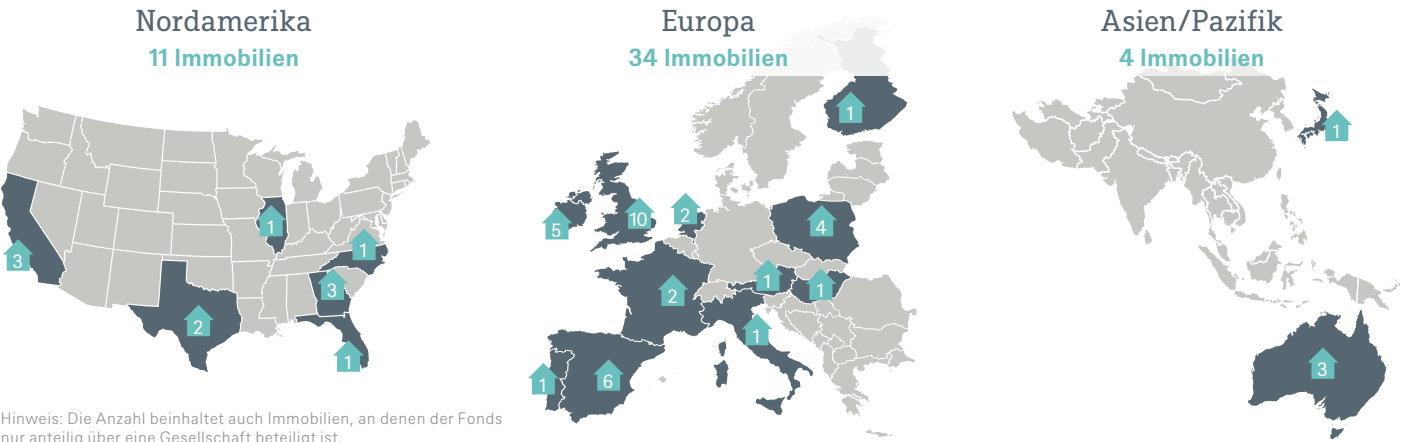 Nordamerika
11 Immobilien
3
2
1
1
3
1
Europa
34 Immobilien
1
5
10
2
4
2
1
1
1
1
6
Asien/Pazifik
4 Immobilien
1
3
Hinweis: Die Anzahl beinhaltet auch Immobilien, an denen der Fonds
nur anteilig über eine Gesellschaft beteiligt ist.